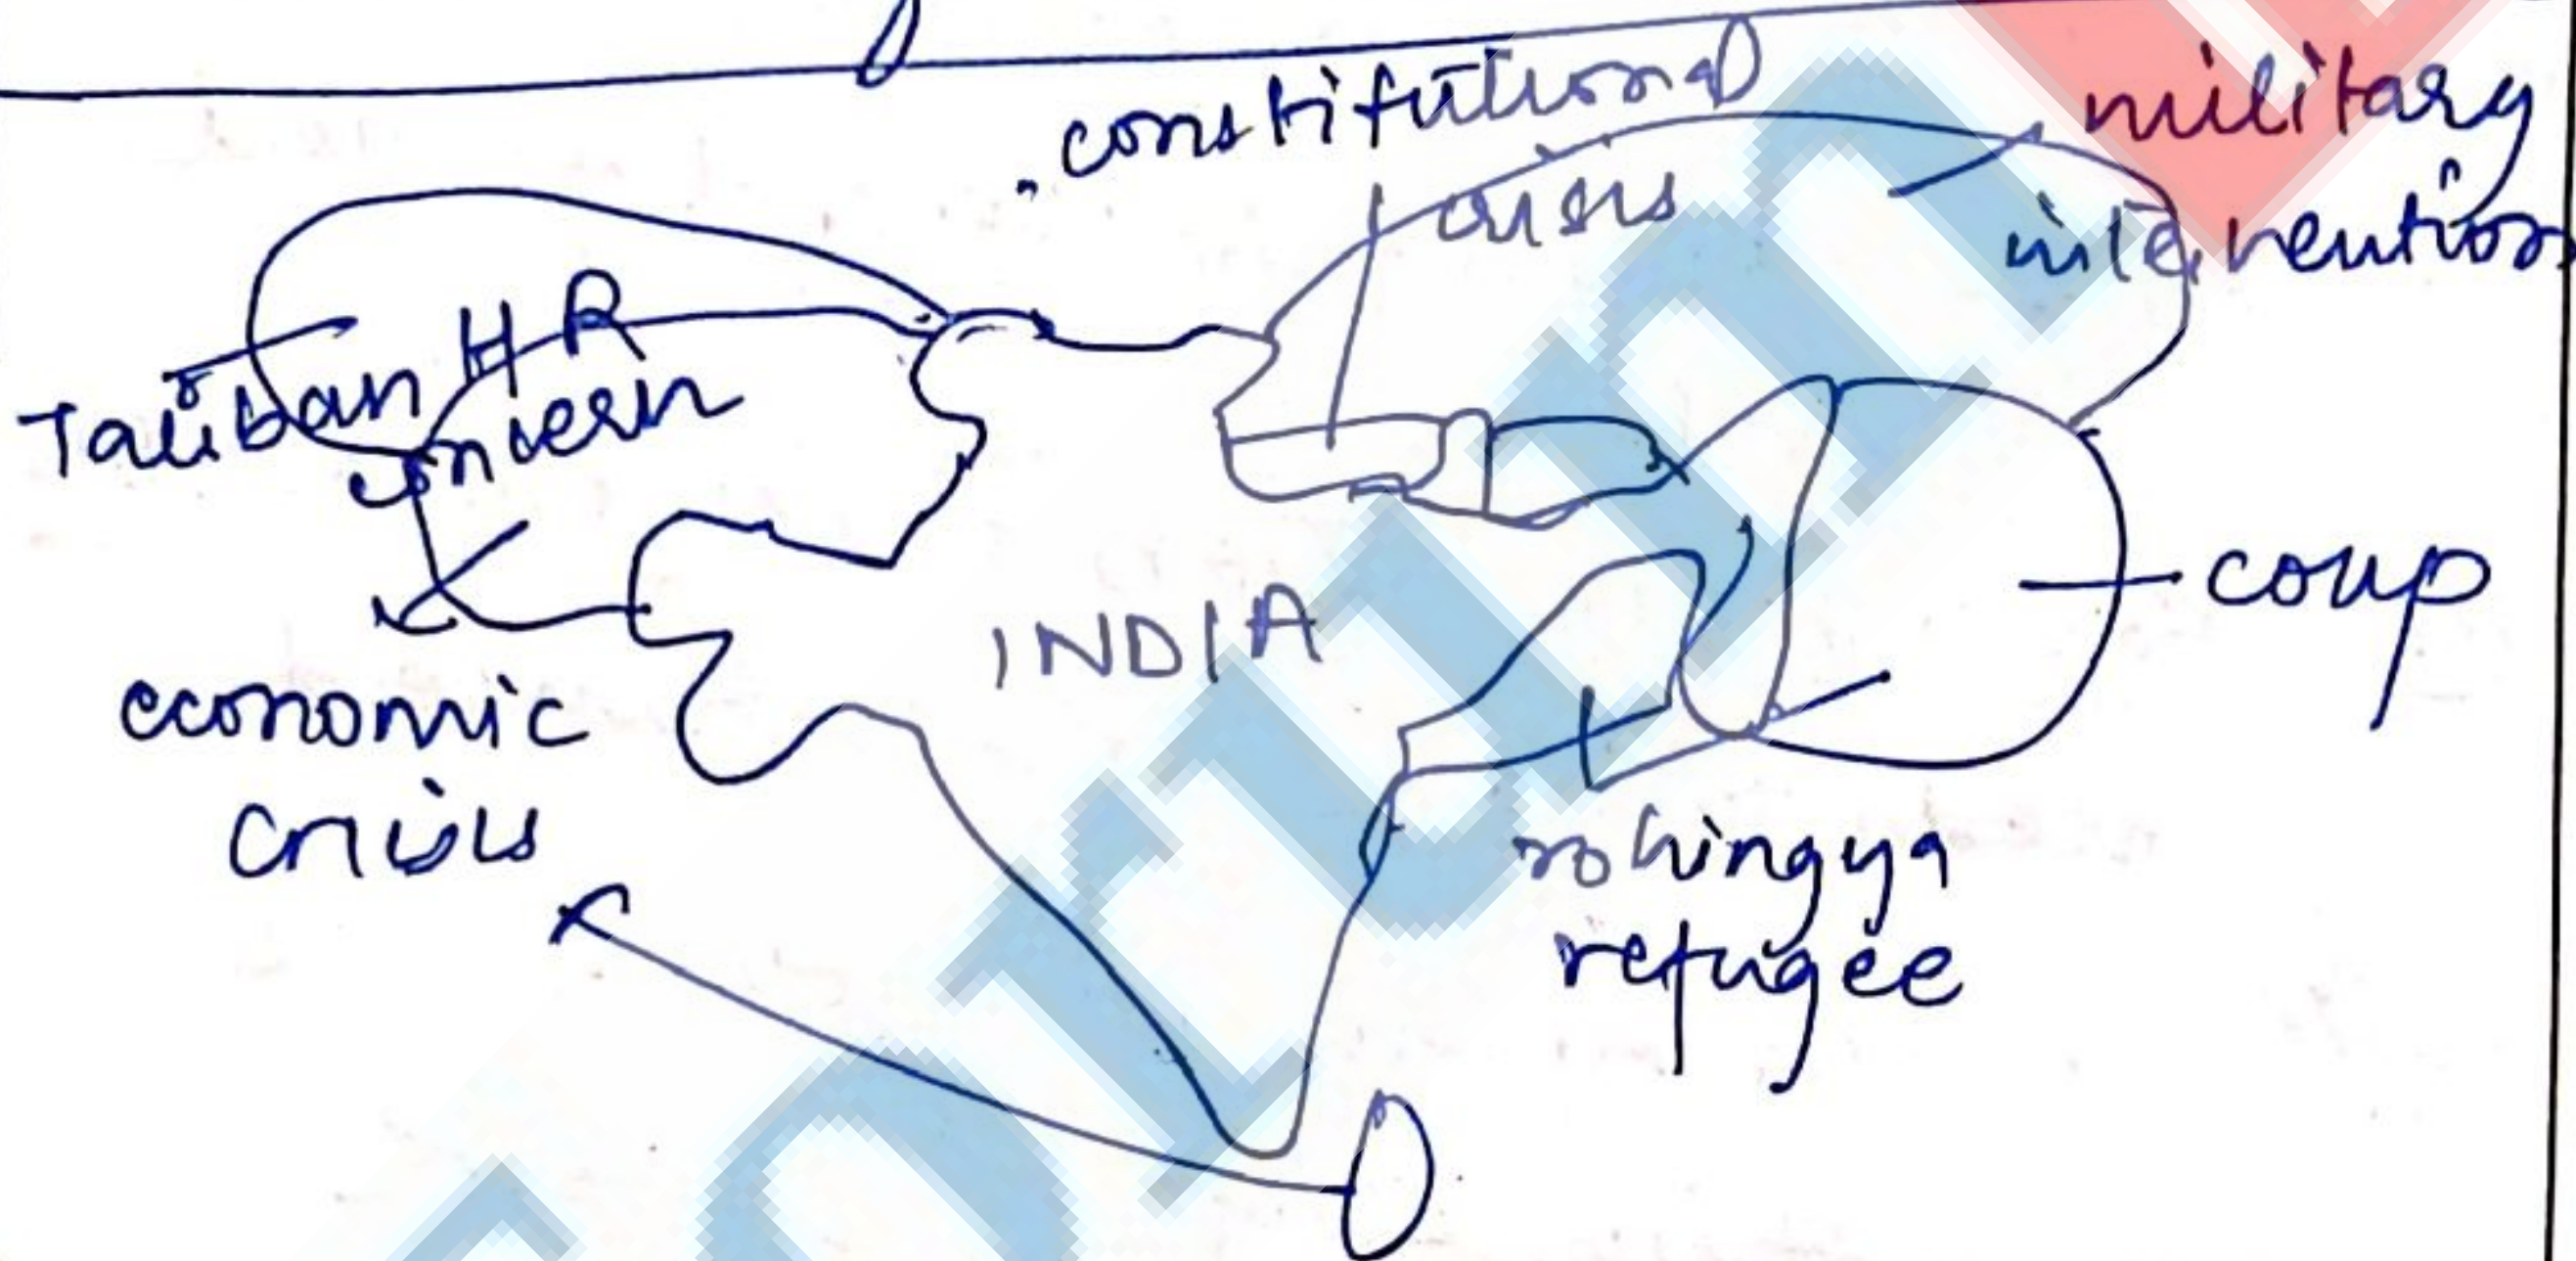 constitutional
crisis
military
intervention
Taliban HR
concern
INDIA
coup
economic
crisis
rohingya
refugee